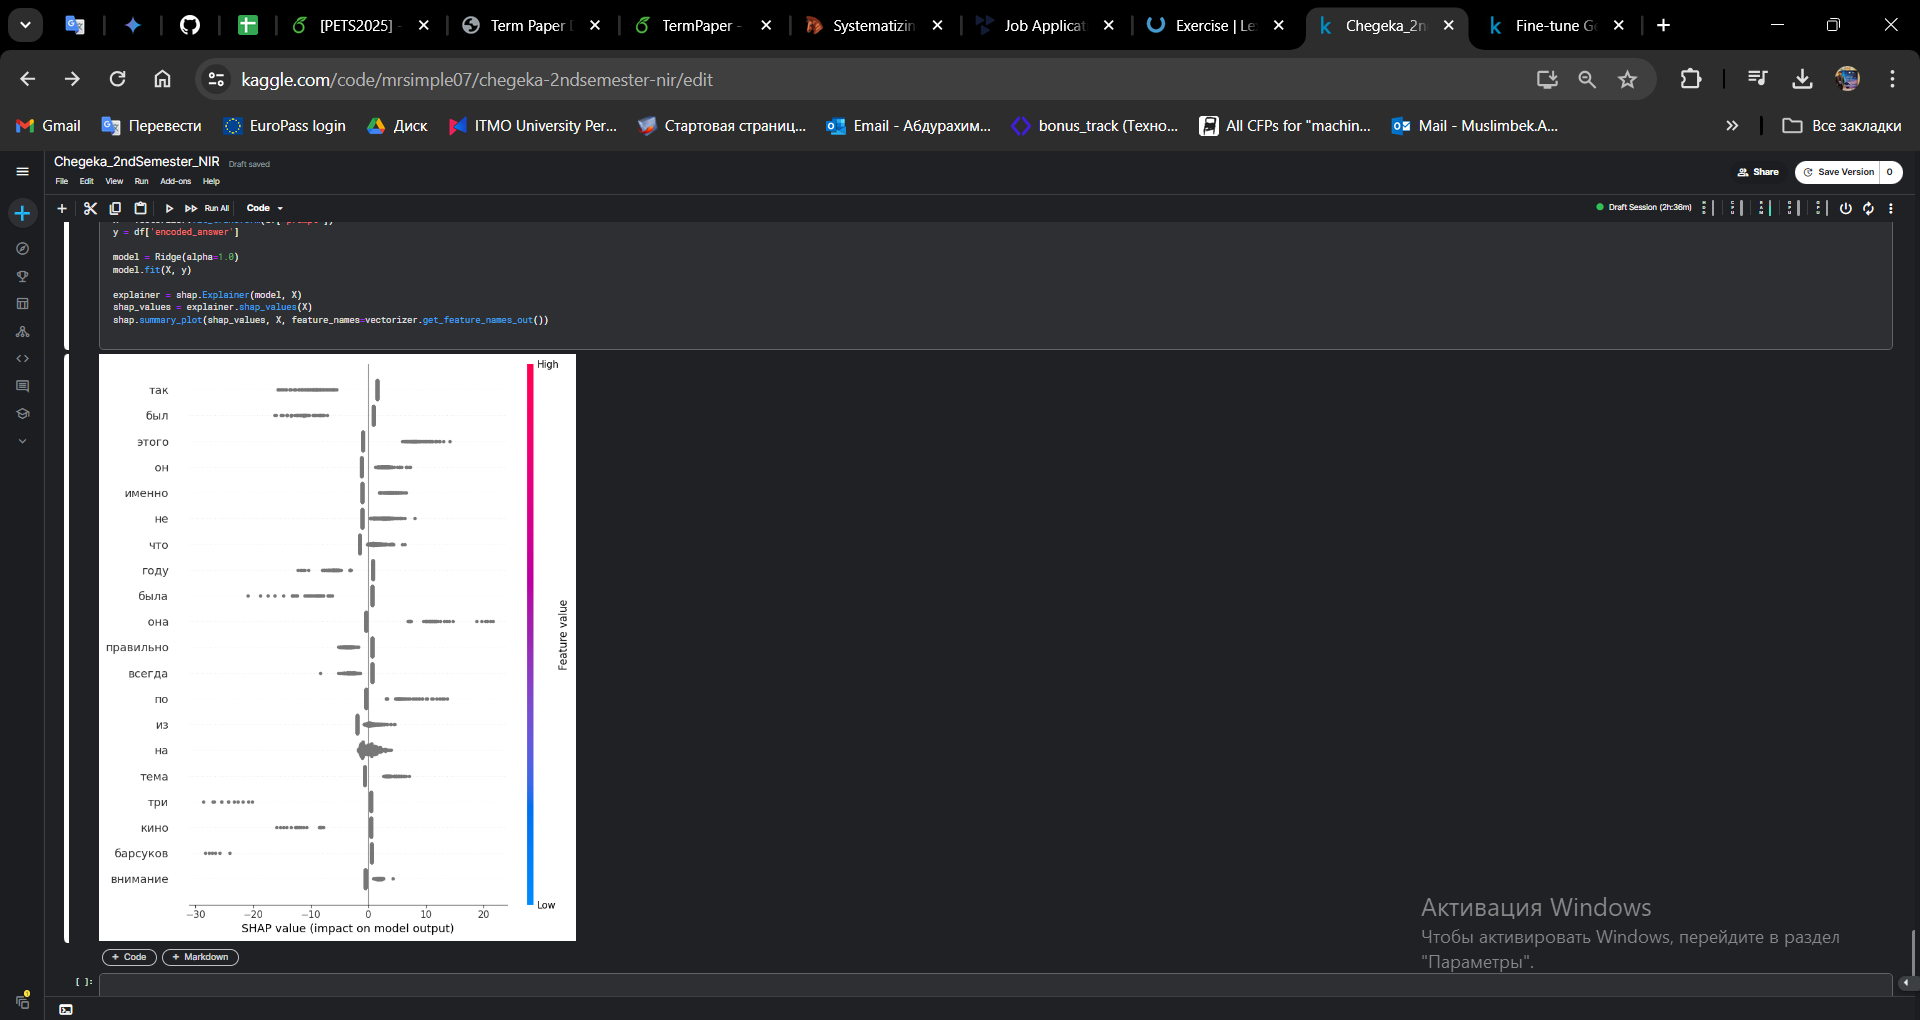 [PETS2025] -
Term Paper
TermPaper -
Systematizin
Job Applicat
Exercise | Le
Chegeka_2n
Fine-tune G
kaggle.com/code/mrsimple07/chegeka-2ndsemester-nir/edit
Gmail
Перевести
EuroPass login
Диск
ITMO University Per...
Стартовая страниц...
Email - Абдурахим...
bonus_track (Техно...
All CFPs for "machin...
Mail - Muslimbek.A...
Все закладки
Chegeka_2ndSemester_NIR
Draft saved
File Edit View Run Add-ons Help
Share
Save Version
0
Run All
Code
Draft Session (2h:36m)
y = df['encoded_answer']
model = Ridge(alpha=1.0)
model.fit(X, y)
explainer = shap.Explainer(model, X)
shap_values = explainer.shap_values(X)
shap.summary_plot(shap_values, X, feature_names=vectorizer.get_feature_names_out())
High
так
был
этого
он
именно
не
что
году
была
она
правильно
всегда
по
из
на
тема
три
кино
барсуков
внимание
Feature value
Low
−30 −20 −10 0 10 20
SHAP value (impact on model output)
+ Code
+ Markdown
[ ]:
Активация Windows
Чтобы активировать Windows, перейдите в раздел
"Параметры".